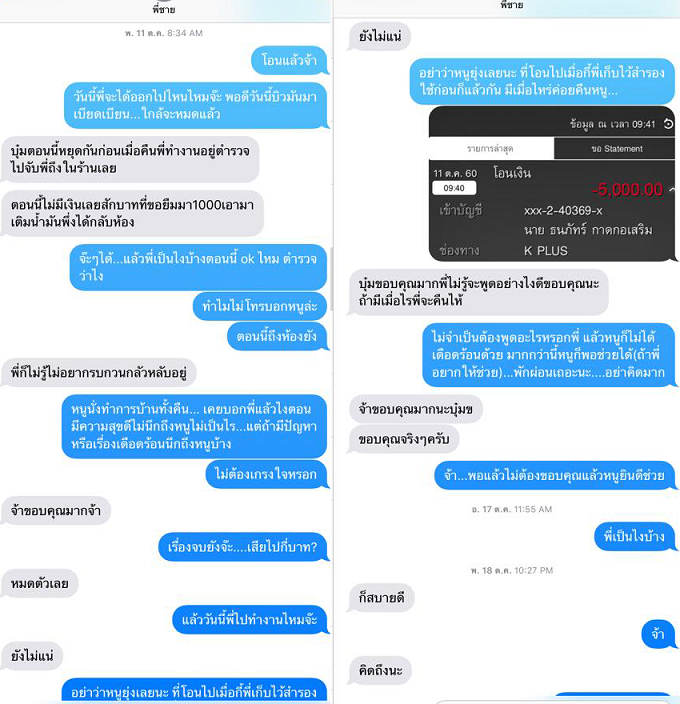 พี่ชาย
พ. 11 ต.ค. 8:34 AM
โอนแล้วจ้า
วันนี้พี่จะได้ออกไปไหนไหมจ๊ะ พอดีวันนี้บิวมันมา
เบียดเบียน...ใกล้จะหมดแล้ว
บุ๋มตอนนี้หยุดกันก่อนเมื่อคืนพี่ทำงานอยู่ตำรวจ
ไปจับพี่ถึงในร้านเลย
ตอนนี้ไม่มีเงินเลยสักบาทที่ขอยืมมา1000เอามา
เติมน้ำมันพึ่งได้กลับห้อง
จ๊ะๆได้...แล้วพี่เป็นไงบ้างตอนนี้ ok ไหม ตำรวจ
ว่าไง
ทำไมไม่โทรบอกหนูล่ะ
ตอนนี้ถึงห้องยัง
พี่ก็ไม่รู้ไม่อยากรบกวนกลัวหลับอยู่
หนูนั่งทำการบ้านทั้งคืน... เคยบอกพี่แล้วไงตอน
มีความสุขตีไม่นึกถึงหนูไม่เป็นไร...แต่ถ้ามีปัญหา
หรือเรื่องเดือดร้อนนึกถึงหนูบ้าง
ไม่ต้องเกรงใจหรอก
จ้าขอบคุณมากจ้า
เรื่องจบยังจ๊ะ....เสียไปกี่บาท?
หมดตัวเลย
แล้ววันนี้พี่ไปทำงานไหมจ๊ะ
ยังไม่แน่
อย่าว่าหนูยุ่งเลยนะ ที่โอนไปเมื่อกี้พี่เก็บไว้สำรอง
พี่ชาย
ยังไม่แน่
อย่าว่าหนูยุ่งเลยนะ ที่โอนไปเมื่อกี้พี่เก็บไว้สำรอง
ใช้ก่อนก็แล้วกัน มีเมื่อไหร่ค่อยคืนหนู...
ข้อมูล ณ เวลา 09:41
รายการล่าสุด
ขอ Statement
11 ต.ค. 60 โอนเงิน
09:40 -5,000.00
เข้าบัญชี xxx-2-40369-x
นาย ธนภัทร์ กาดกอเสริม
ช่องทาง K PLUS
บุ๋มขอบคุณมากพี่ไม่รู้จะพูดอย่างไงดีขอบคุณนะ
ถ้ามีเมื่อไรพี่จะคืนให้
ไม่จำเป็นต้องพูดอะไรหรอกพี่ แล้วหนูก็ไม่ได้
เดือดร้อนด้วย มากกว่านี้หนูก็พอช่วยได้(ถ้าพี่
อยากให้ช่วย)...พักผ่อนเถอะนะ....อย่าคิดมาก
จ้าขอบคุณมากนะบุ๋มข
ขอบคุณจริงๆครับ
จ้า...พอแล้วไม่ต้องขอบคุณแล้วหนูยินดีช่วย
อ. 17 ต.ค. 11:55 AM
พี่เป็นไงบ้าง
พ. 18 ต.ค. 10:27 PM
ก็สบายดี
จ้า
คิดถึงนะ